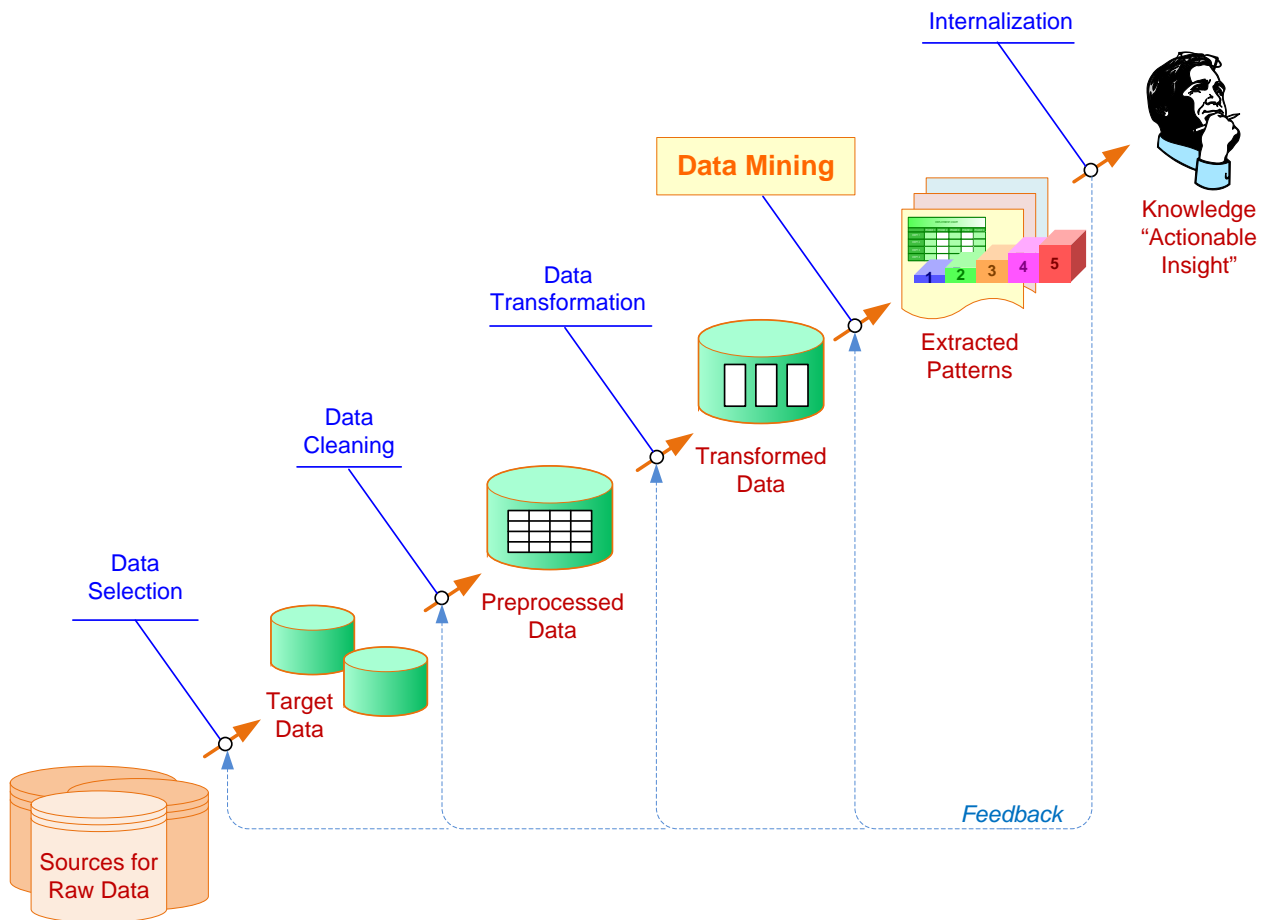 Internalization
Data Mining
Knowledge
“Actionable
Insight”
1
2
3
4
5
Data
Transformation
Extracted
Patterns
Data
Cleaning
Transformed
Data
Data
Selection
Preprocessed
Data
Target
Data
Feedback
Sources for
Raw Data